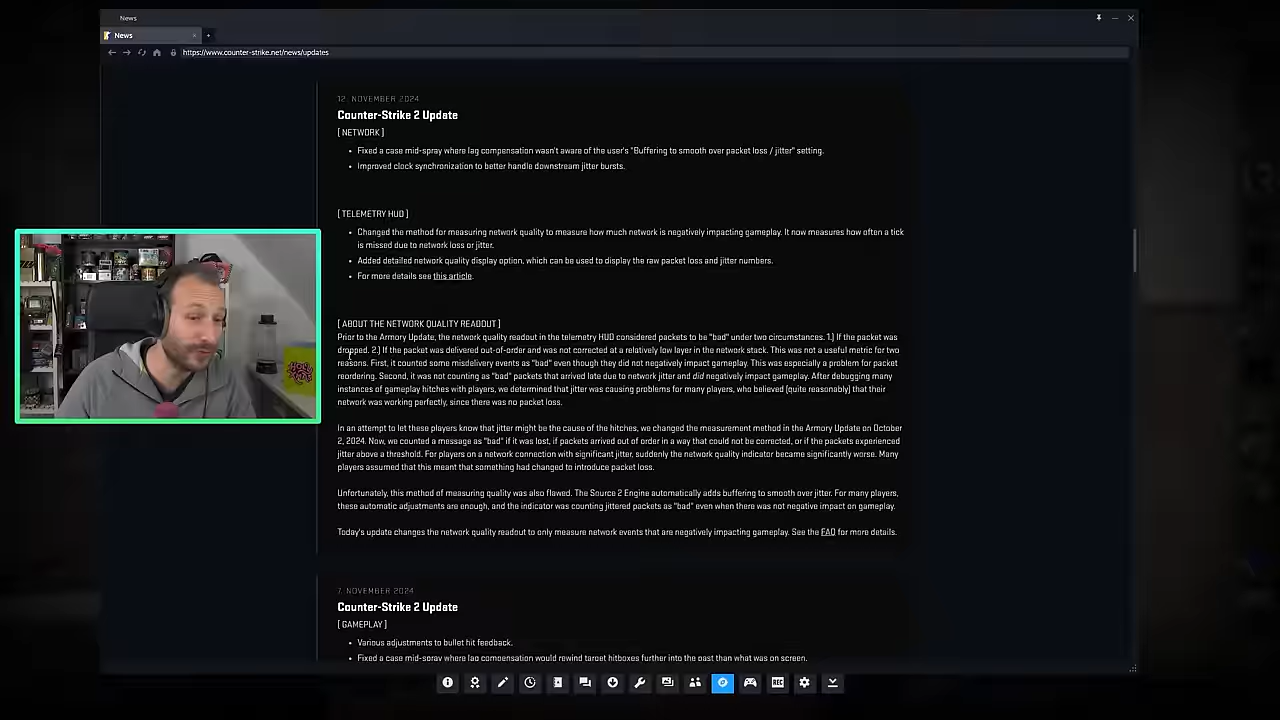 News
News
https://www.counter-strike.net/news/updates
12. NOVEMBER 2024
Counter-Strike 2 Update
[ NETWORK ]
• Fixed a case mid-spray where lag compensation wasn't aware of the user's "Buffering to smooth over packet loss / jitter" setting.
• Improved clock synchronization to better handle downstream jitter bursts.
[ TELEMETRY HUD ]
• Changed the method for measuring network quality to measure how much network is negatively impacting gameplay. It now measures how often a tick
is missed due to network loss or jitter.
• Added detailed network quality display option, which can be used to display the raw packet loss and jitter numbers.
• For more details see this article.
[ ABOUT THE NETWORK QUALITY READOUT ]
Prior to the Armory Update, the network quality readout in the telemetry HUD considered packets to be "bad" under two circumstances. 1.) If the packet was
dropped. 2.) If the packet was delivered out-of-order and was not corrected at a relatively low layer in the network stack. This was not a useful metric for two
reasons. First, it counted some misdelivery events as "bad" even though they did not negatively impact gameplay. This was especially a problem for packet
reordering. Second, it was not counting as "bad" packets that arrived late due to network jitter and did negatively impact gameplay. After debugging many
instances of gameplay hitches with players, we determined that jitter was causing problems for many players, who believed (quite reasonably) that their
network was working perfectly, since there was no packet loss.
In an attempt to let these players know that jitter might be the cause of the hitches, we changed the measurement method in the Armory Update on October
2, 2024. Now, we counted a message as "bad" if it was lost, if packets arrived out of order in a way that could not be corrected, or if the packets experienced
jitter above a threshold. For players on a network connection with significant jitter, suddenly the network quality indicator became significantly worse. Many
players assumed that this meant that something had changed to introduce packet loss.
Unfortunately, this method of measuring quality was also flawed. The Source 2 Engine automatically adds buffering to smooth over jitter. For many players,
these automatic adjustments are enough, and the indicator was counting jittered packets as "bad" even when there was not negative impact on gameplay.
Today's update changes the network quality readout to only measure network events that are negatively impacting gameplay. See the FAQ for more details.
7. NOVEMBER 2024
Counter-Strike 2 Update
[ GAMEPLAY ]
• Various adjustments to bullet hit feedback.
• Fixed a case mid-spray where lag compensation would rewind target hitboxes further into the past than what was on screen.
REC